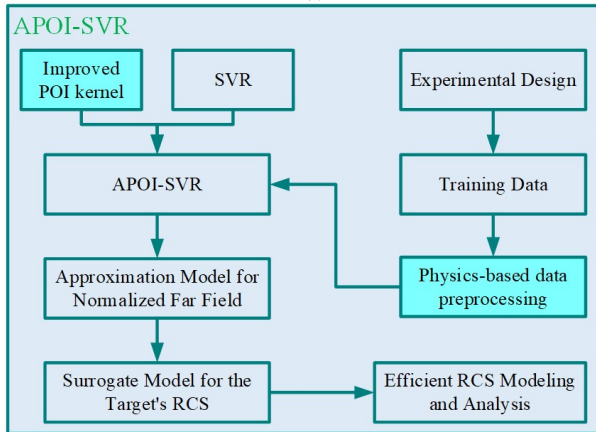 APOI-SVR
Improved
POI kernel
SVR
Experimental Design
APOI-SVR
Training Data
Approximation Model for
Normalized Far Field
Physics-based data
preprocessing
Surrogate Model for the
Target's RCS
Efficient RCS Modeling
and Analysis